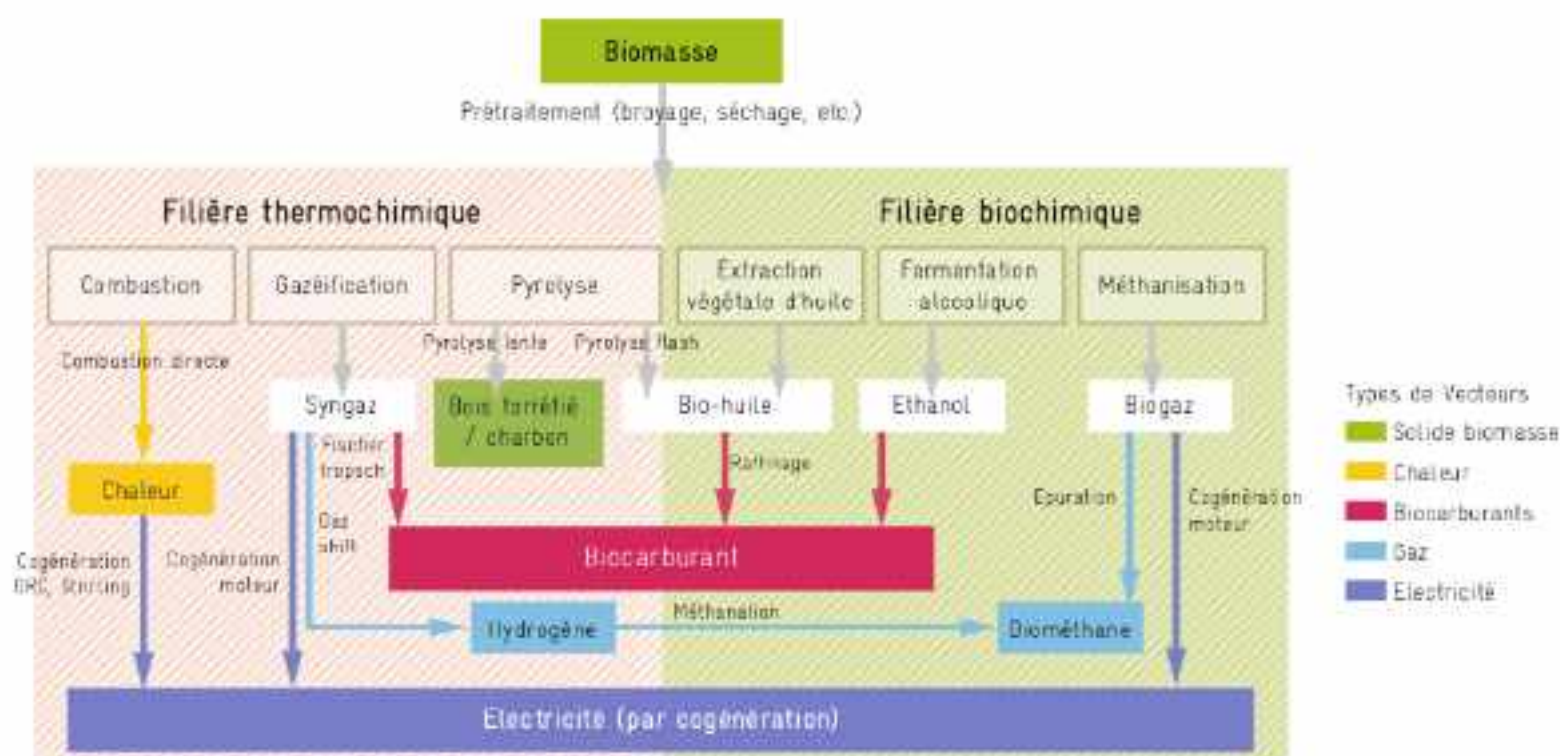 Biomasse
Prétraitement (broyage, séchage, etc.)
Filière thermochimique
Filière biochimique
Combustion
Gazéification
Pyrolyse
Extraction
végétale d'huile
Fermentation
alcoolique
Méthanisation
Combustion directe
Pyrolyse lente
Pyrolyse flash
Syngaz
Bois torréfié
/ charbon
Bio-huile
Ethanol
Biogaz
Fischer
tropsch
Raffinage
Chaleur
Epuration
Cogénération
moteur
Gaz
shift
Biocarburant
Cogénération
ORC, Stirling
Cogénération
moteur
Hydrogène
Méthanation
Biométhane
Electricité (par cogénération)
Types de Vecteurs
Solide biomasse
Chaleur
Biocarburants
Gaz
Electricité